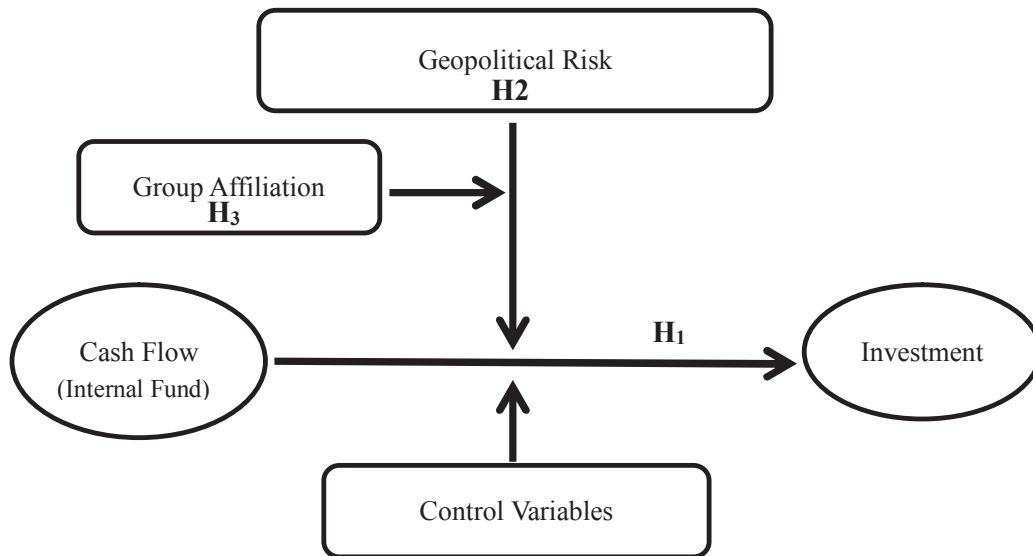 Geopolitical Risk
H2
Group Affiliation
H₃
H₁
Cash Flow
(Internal Fund)
Investment
Control Variables